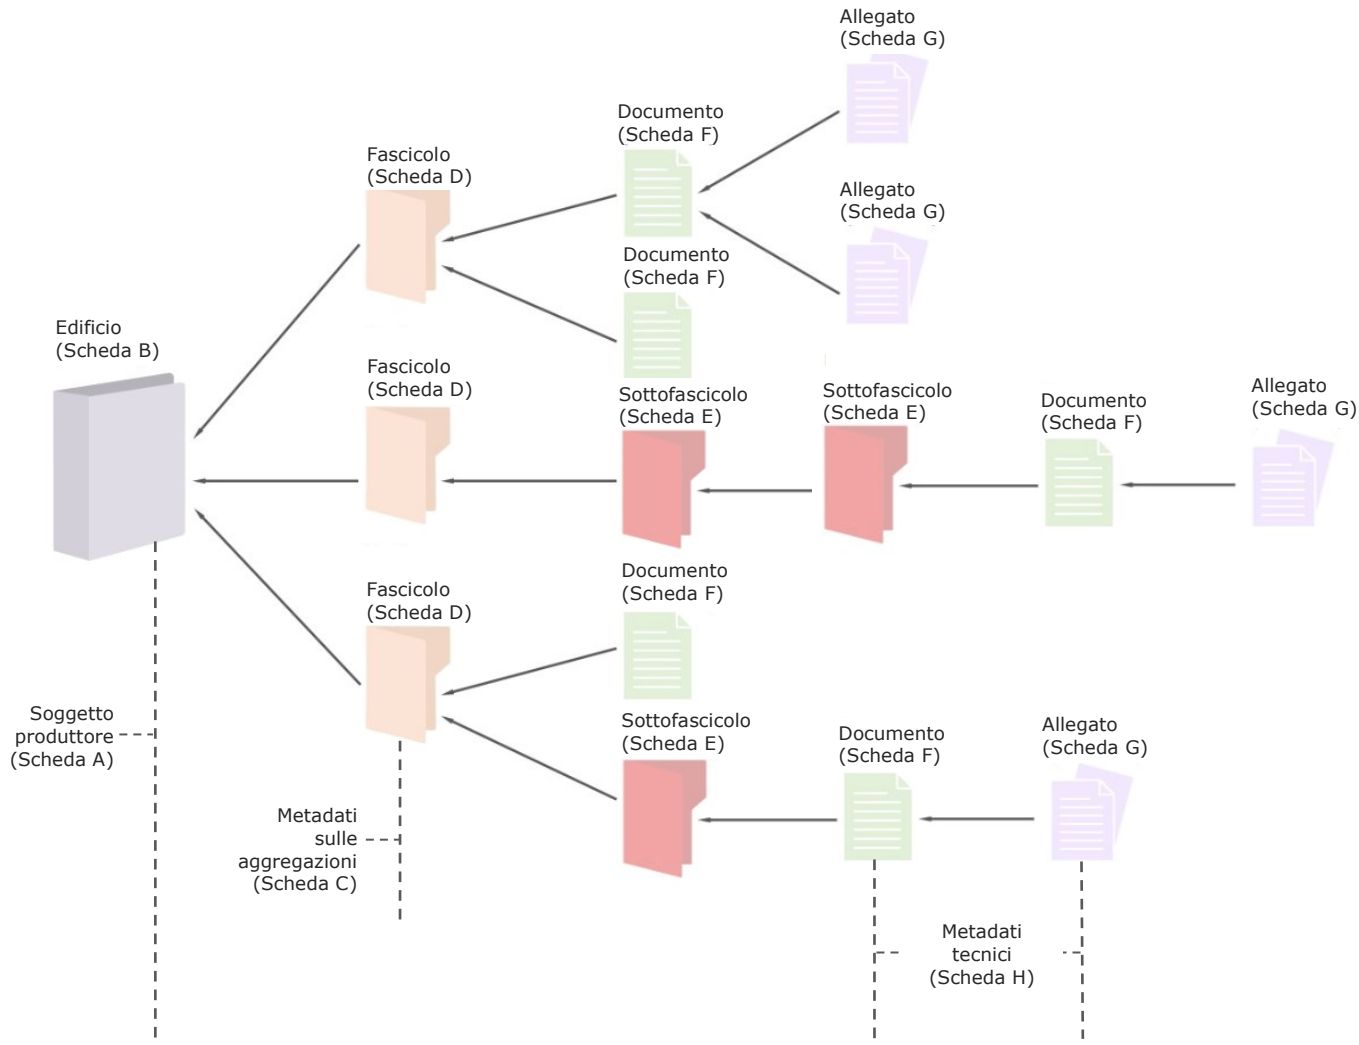 Allegato
(Scheda G)
Documento
(Scheda F)
Fascicolo
(Scheda D)
Allegato
(Scheda G)
Documento
(Scheda F)
Edificio
(Scheda B)
Fascicolo
(Scheda D)
Sottofascicolo
(Scheda E)
Sottofascicolo
(Scheda E)
Documento
(Scheda F)
Allegato
(Scheda G)
Fascicolo
(Scheda D)
Documento
(Scheda F)
Soggetto
produttore
(Scheda A)
Sottofascicolo
(Scheda E)
Documento
(Scheda F)
Allegato
(Scheda G)
Metadati
sulle
aggregazioni
(Scheda C)
Metadati
tecnici
(Scheda H)